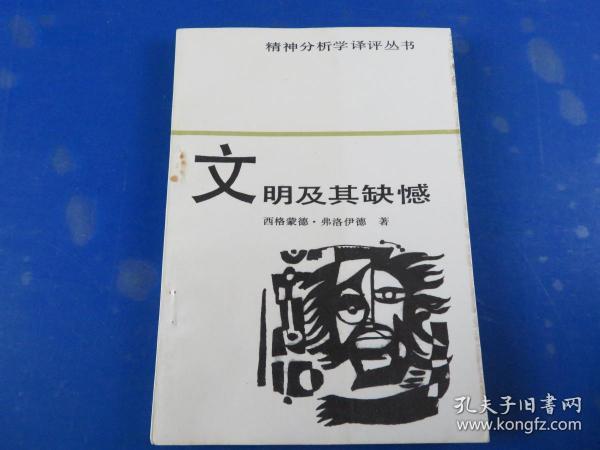 精神分析学译评丛书
文明及其缺憾
西格蒙德·弗洛伊德 著
孔夫子旧书网
www.kongfz.com